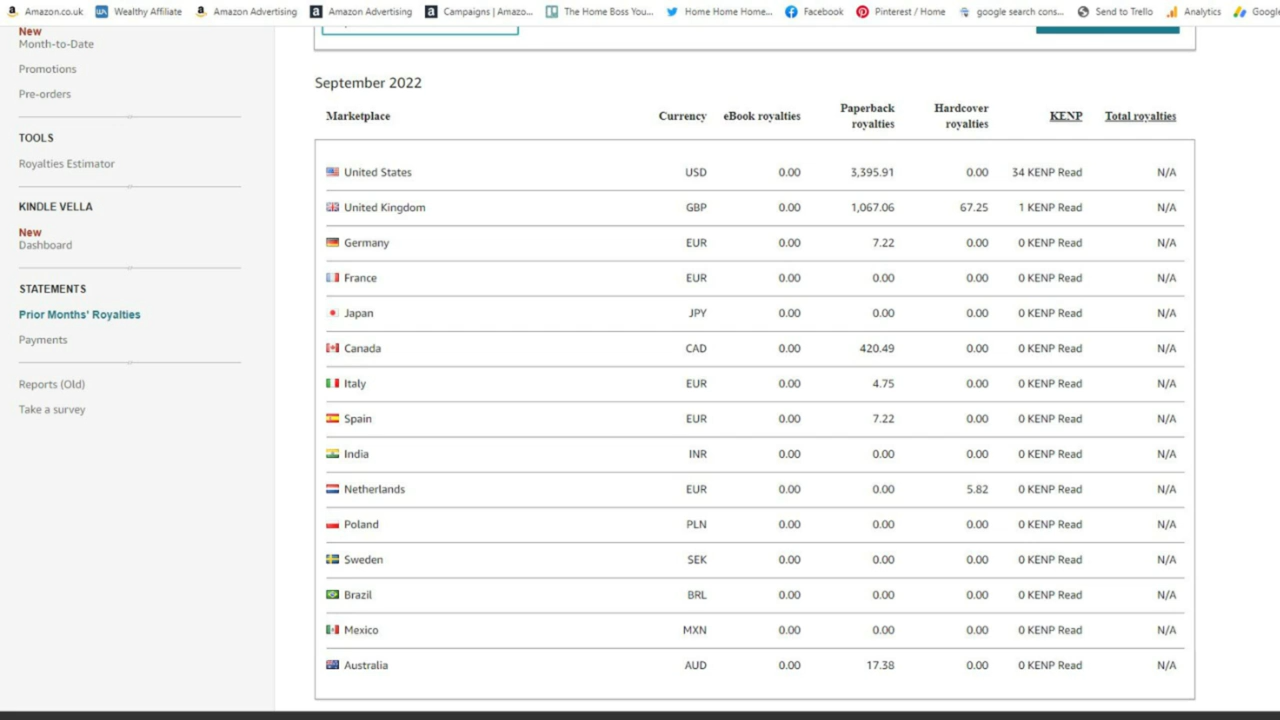 Amazon.co.uk Wealthy Affiliate Amazon Advertising Amazon Advertising Campaigns | Amazo... The Home Boss You... Home Home Home... Facebook Pinterest / Home google search cons... Send to Trello Analytics Google
New
Month-to-Date
Promotions
Pre-orders
TOOLS
Royalties Estimator
KINDLE VELLA
New
Dashboard
STATEMENTS
Prior Months' Royalties
Payments
Reports (Old)
Take a survey
September 2022
Marketplace Currency eBook royalties Paperback royalties Hardcover royalties KENP Total royalties
United States USD 0.00 3,395.91 0.00 34 KENP Read N/A
United Kingdom GBP 0.00 1,067.06 67.25 1 KENP Read N/A
Germany EUR 0.00 7.22 0.00 0 KENP Read N/A
France EUR 0.00 0.00 0.00 0 KENP Read N/A
Japan JPY 0.00 0.00 0.00 0 KENP Read N/A
Canada CAD 0.00 420.49 0.00 0 KENP Read N/A
Italy EUR 0.00 4.75 0.00 0 KENP Read N/A
Spain EUR 0.00 7.22 0.00 0 KENP Read N/A
India INR 0.00 0.00 0.00 0 KENP Read N/A
Netherlands EUR 0.00 0.00 5.82 0 KENP Read N/A
Poland PLN 0.00 0.00 0.00 0 KENP Read N/A
Sweden SEK 0.00 0.00 0.00 0 KENP Read N/A
Brazil BRL 0.00 0.00 0.00 0 KENP Read N/A
Mexico MXN 0.00 0.00 0.00 0 KENP Read N/A
Australia AUD 0.00 17.38 0.00 0 KENP Read N/A